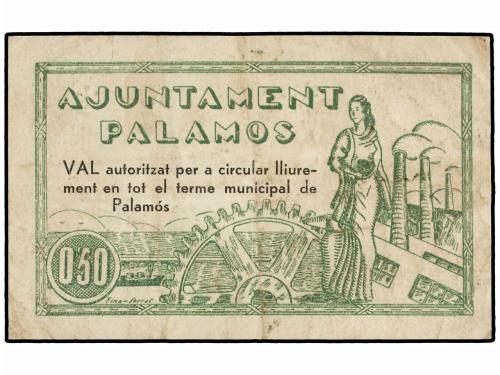 AJUNTAMENT
PALAMOS
VAL autoritzat per a circular lliure-
ment en tot el terme municipal de
Palamós
0'50